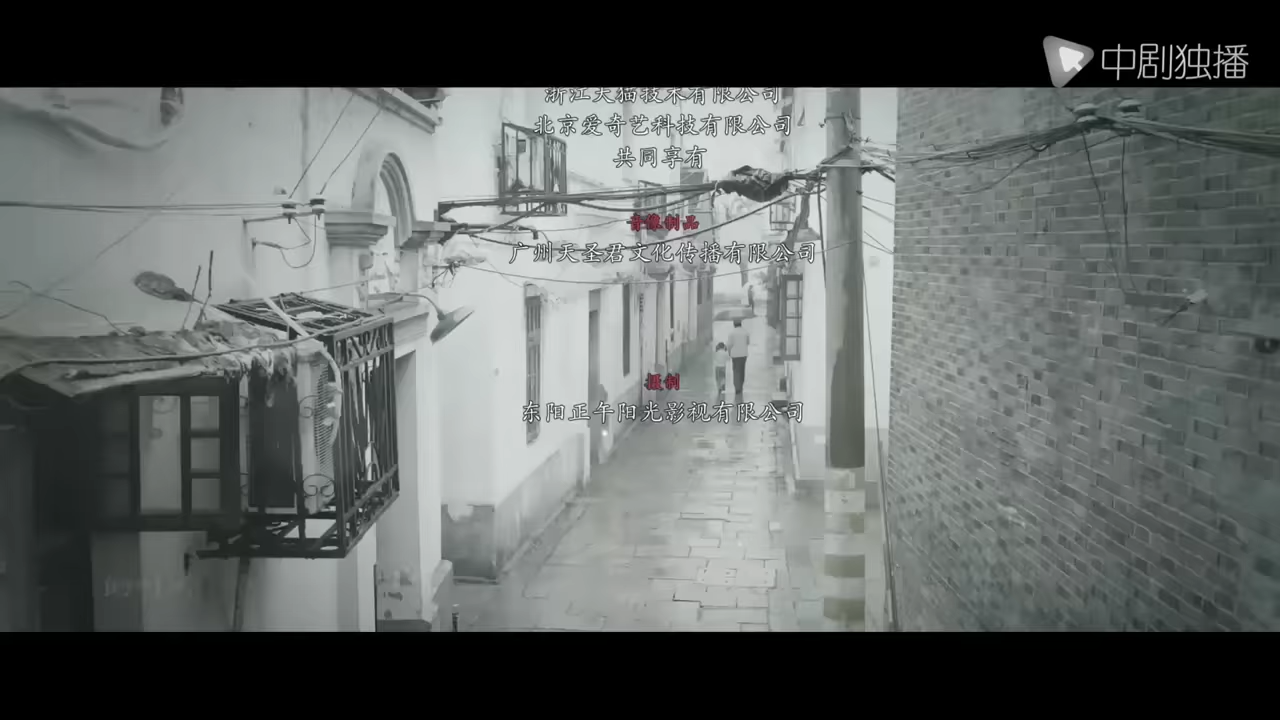 中剧独播
浙江天猫技术有限公司
北京爱奇艺科技有限公司
共同享有
音像制品
广州天圣君文化传播有限公司
摄制
东阳正午阳光影视有限公司